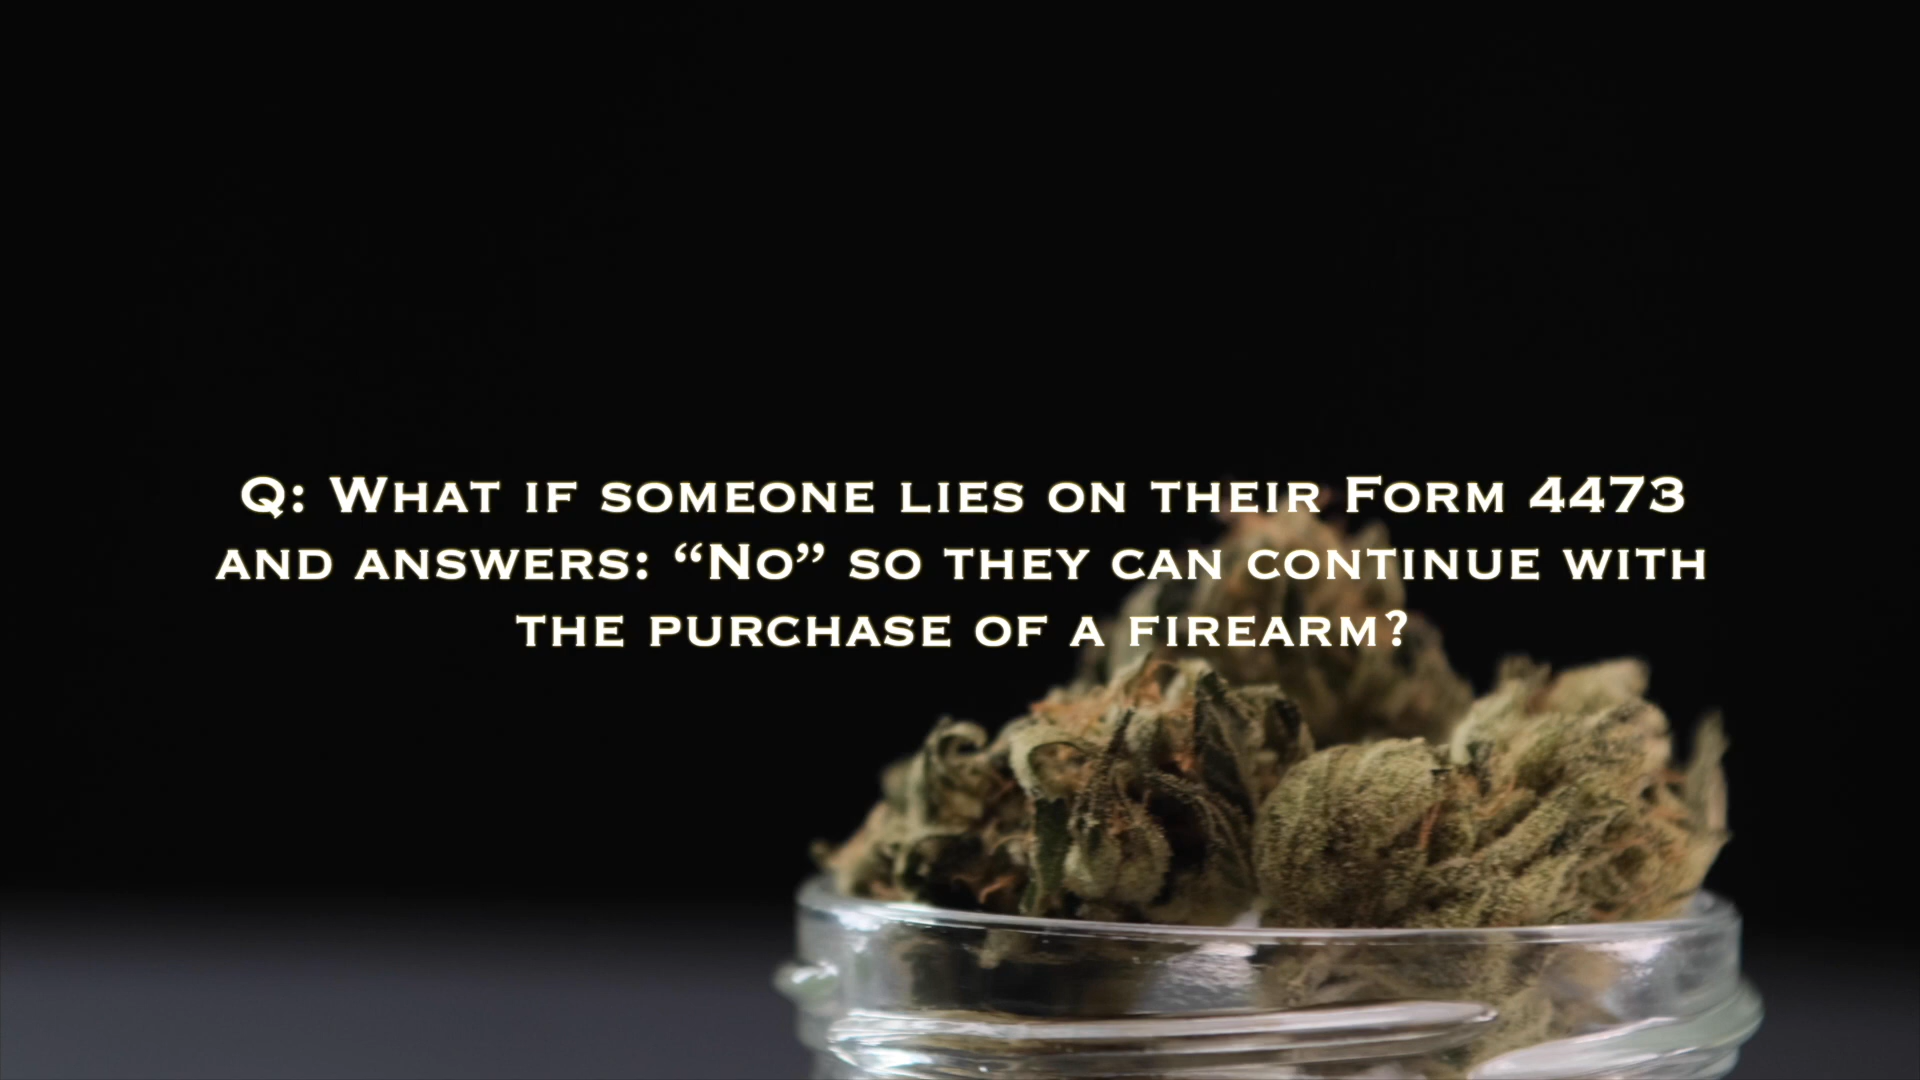 Q: What if someone lies on their Form 4473
and answers: “No” so they can continue with
the purchase of a firearm?